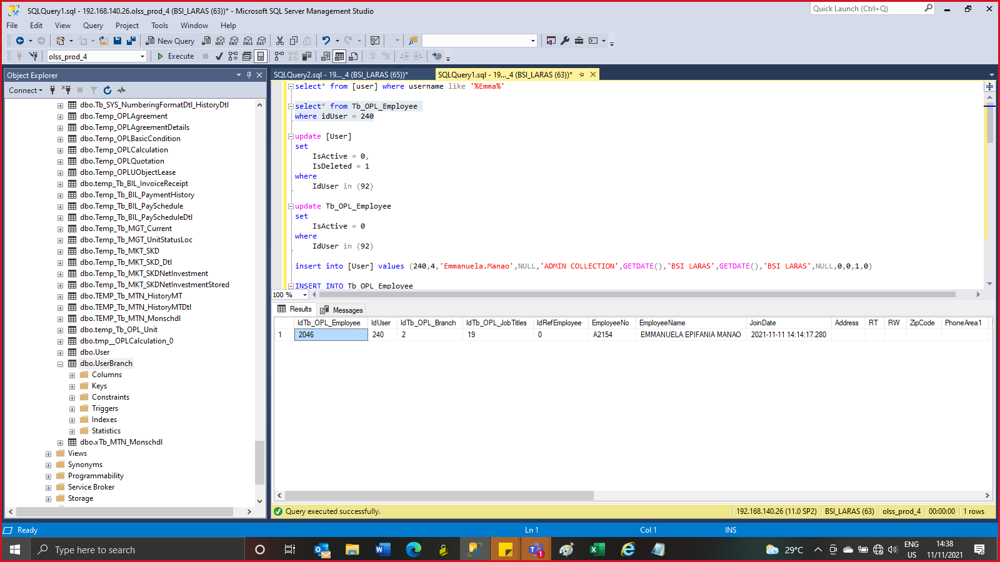 SQLQuery1.sql - 192.168.140.26.olss_prod_4 (BSI_LARAS (63))* - Microsoft SQL Server Management Studio
Quick Launch (Ctrl+Q)
File Edit View Query Project Tools Window Help
New Query MDX DMX XMLA DAX
olss_prod_4 Execute
Object Explorer
Connect
dbo.Tb_SYS_NumberingFormatDtl_HistoryDtl
dbo.Temp_OPLAgreement
dbo.Temp_OPLAgreementDetails
dbo.Temp_OPLBasicCondition
dbo.Temp_OPLCalculation
dbo.Temp_OPLQuotation
dbo.Temp_OPLUObjectLease
dbo.temp_Tb_BIL_InvoiceReceipt
dbo.Temp_Tb_BIL_PaymentHistory
dbo.Temp_Tb_BIL_PaySchedule
dbo.Temp_Tb_BIL_PayScheduleDtl
dbo.Temp_Tb_MGT_Current
dbo.Temp_Tb_MGT_UnitStatusLoc
dbo.Temp_Tb_MKT_SKD
dbo.Temp_Tb_MKT_SKD_Dtl
dbo.Temp_Tb_MKT_SKDNetInvestment
dbo.Temp_Tb_MKT_SKDNetInvestmentStored
dbo.TEMP_Tb_MTN_HistoryMT
dbo.TEMP_Tb_MTN_HistoryMTDtl
dbo.TEMP_Tb_MTN_Monschdl
dbo.temp_Tb_OPL_Unit
dbo.tmp__OPLCalculation_0
dbo.User
dbo.UserBranch
Columns
Keys
Constraints
Triggers
Indexes
Statistics
dbo.xTb_MTN_Monschdl
Views
Synonyms
Programmability
Service Broker
Storage
SQLQuery2.sql - 19..._4 (BSI_LARAS (65))* SQLQuery1.sql - 19..._4 (BSI_LARAS (63))*
select* from [user] where username like '%Emma%'
select* from Tb_OPL_Employee
where idUser = 240
update [User]
set
IsActive = 0,
IsDeleted = 1
where
IdUser in (92)
update Tb_OPL_Employee
set
IsActive = 0
where
IdUser in (92)
insert into [User] values (240,4,'Emmanuela.Manao',NULL,'ADMIN COLLECTION',GETDATE(),'BSI LARAS',GETDATE(),'BSI LARAS',NULL,0,0,1,0)
INSERT INTO Tb_OPL_Employee
100 %
Results Messages
IdTb_OPL_Employee IdUser IdTb_OPL_Branch IdTb_OPL_JobTitles IdRefEmployee EmployeeNo EmployeeName JoinDate Address RT RW ZipCode PhoneArea1
1 2046 240 2 19 0 A2154 EMMANUELA EPIFANIA MANAO 2021-11-11 14:14:17.280
Query executed successfully. 192.168.140.26 (11.0 SP2) BSI_LARAS (63) olss_prod_4 00:00:00 1 rows
Ready Ln 1 Col 1 INS
Type here to search
1
29°C
ENG
US
14:38
11/11/2021